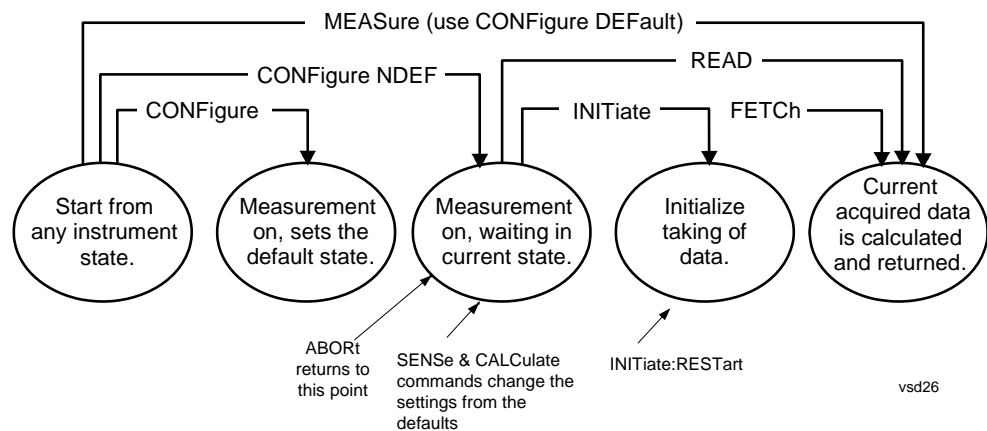 MEASure (use CONFigure DEFault)
CONFigure NDEF
READ
CONFigure
INITiate
FETCh
Start from
any instrument
state.
Measurement
on, sets the
default state.
Measurement
on, waiting in
current state.
Initialize
taking of
data.
Current
acquired data
is calculated
and returned.
ABORt
returns to
this point
SENSe & CALCulate
commands change the
settings from the
defaults
INITiate:RESTart
vsd26